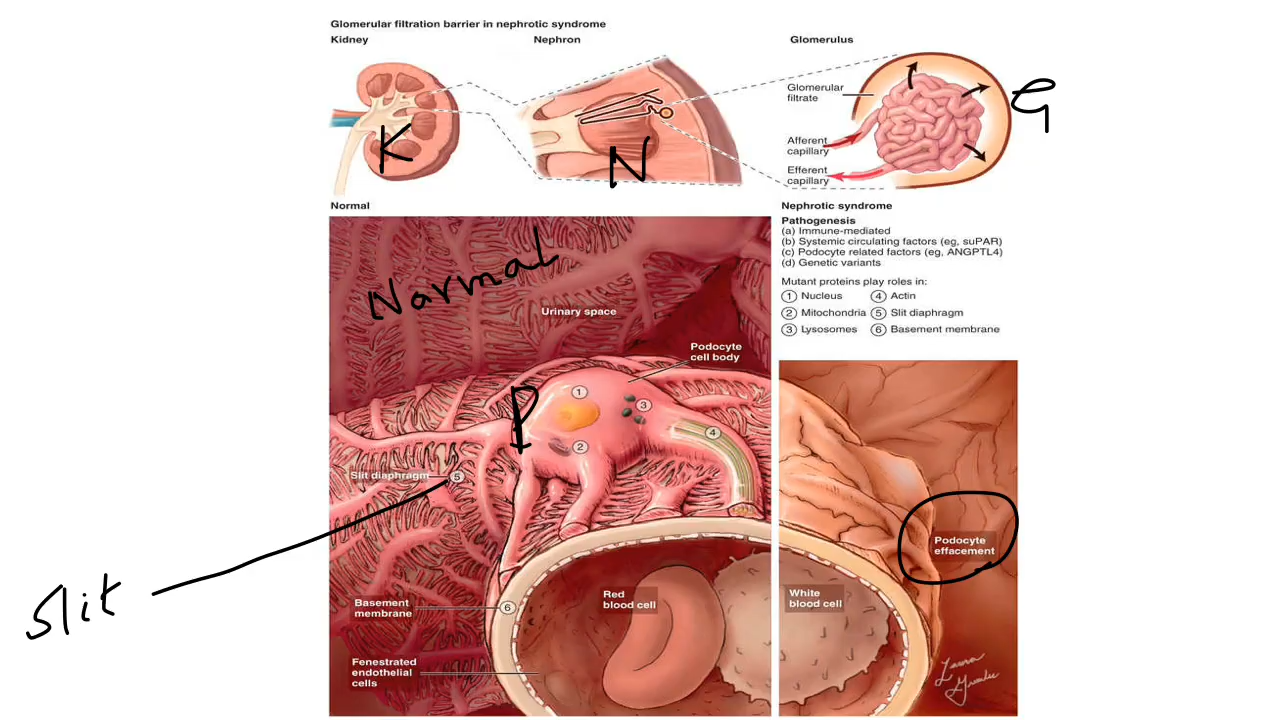 Glomerular filtration barrier in nephrotic syndrome
Kidney
Nephron
Glomerulus
K
N
Glomerular
filtrate
G
Afferent
capillary
Efferent
capillary
Normal
Normal
Urinary space
Podocyte
cell body
P
1
2
3
4
Slit diaphragm 5
Slit
Basement
membrane
6
Fenestrated
endothelial
cells
Red
blood cell
Nephrotic syndrome
Pathogenesis
(a) Immune-mediated
(b) Systemic circulating factors (eg, suPAR)
(c) Podocyte related factors (eg, ANGPTL4)
(d) Genetic variants
Mutant proteins play roles in:
1 Nucleus 4 Actin
2 Mitochondria 5 Slit diaphragm
3 Lysosomes 6 Basement membrane
Podocyte
effacement
White
blood cell
Laura